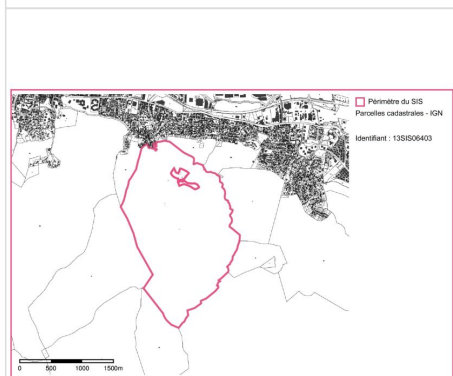 Périmètre du SIS
Parcelles cadastrales - IGN
Identifiant : 13SIS06403
0 500 1000 1500m